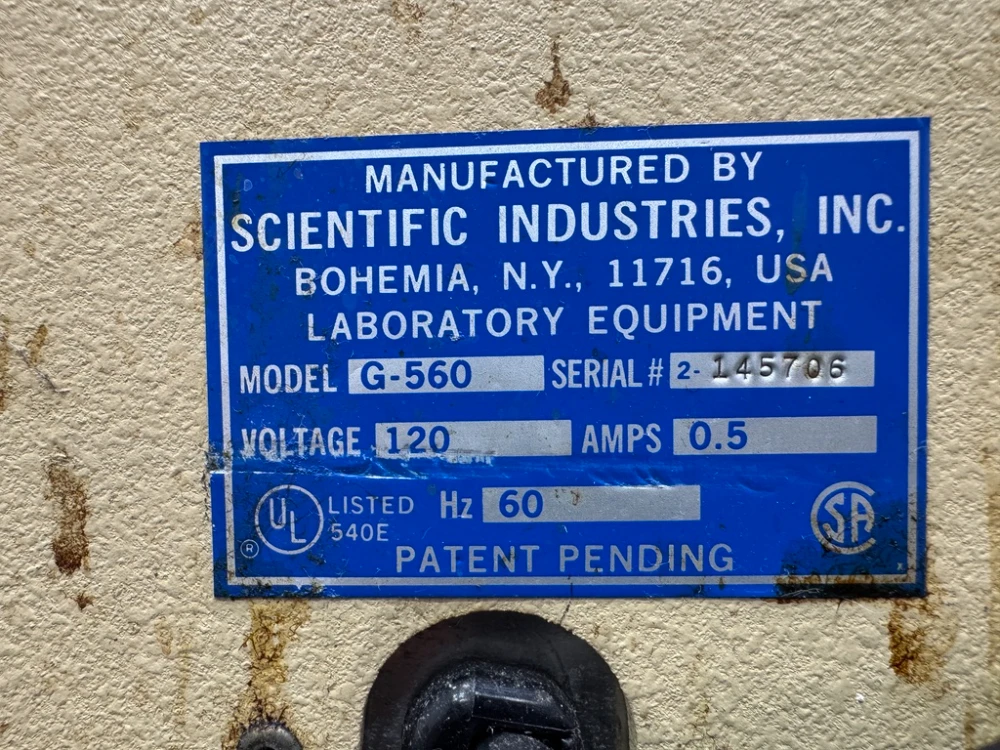 MANUFACTURED BY
SCIENTIFIC INDUSTRIES, INC.
BOHEMIA, N.Y., 11716, USA
LABORATORY EQUIPMENT
MODEL G-560 SERIAL # 2- 145706
VOLTAGE 120 AMPS 0.5
UL LISTED Hz 60 SA
® 540E
PATENT PENDING